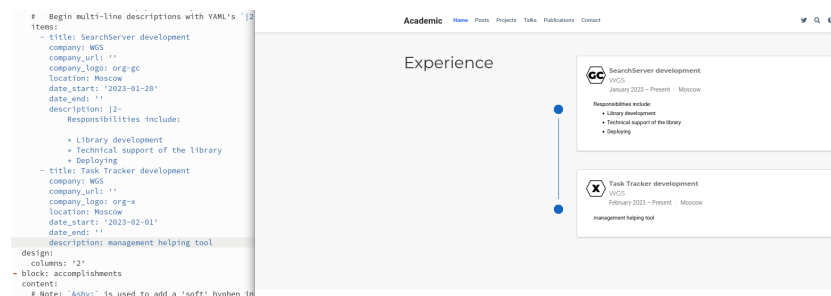 #   Begin multi-line descriptions with YAML's `|2
items:
- title: SearchServer development
company: WGS
company_url: ''
company_logo: org-gc
location: Moscow
date_start: '2023-01-20'
date_end: ''
description: |2-
Responsibilities include:
* Library development
* Technical support of the library
* Deploying
- title: Task Tracker development
company: WGS
company_url: ''
company_logo: org-x
location: Moscow
date_start: '2023-02-01'
date_end: ''
description: management helping tool
design:
columns: '2'
- block: accomplishments
content:
# Note: `&shy;` is used to add a 'soft' hyphen
Academic Home Posts Projects Talks Publications Contact
Experience
GC
SearchServer development
WGS
January 2023 – Present · Moscow
Responsibilities include:
• Library development
• Technical support of the library
• Deploying
X
Task Tracker development
WGS
February 2023 – Present · Moscow
management helping tool